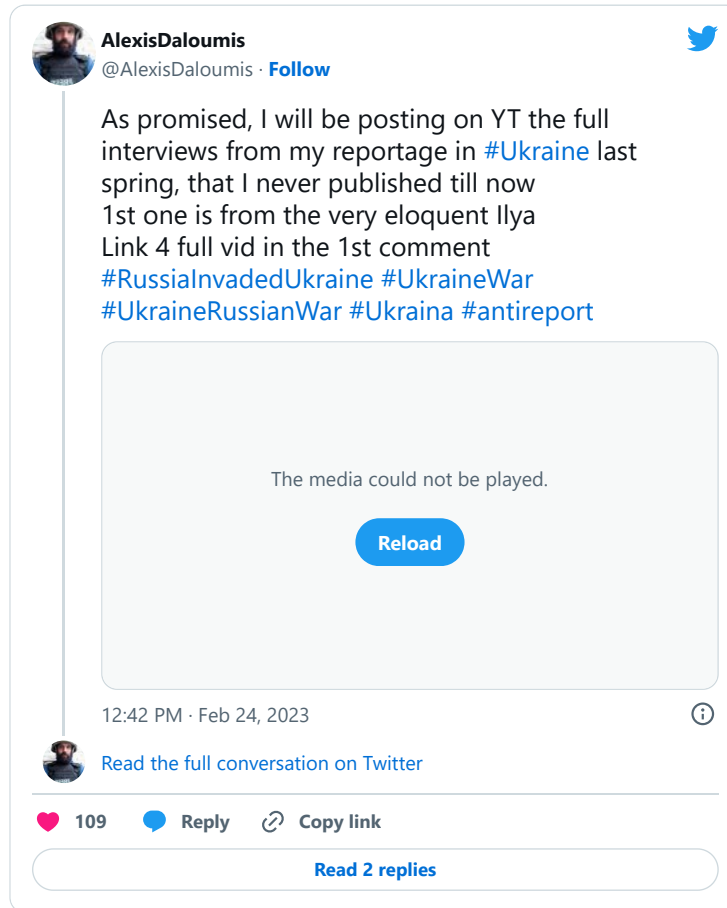 AlexisDaloumis
@AlexisDaloumis · Follow
As promised, I will be posting on YT the full
interviews from my reportage in #Ukraine last
spring, that I never published till now
1st one is from the very eloquent Ilya
Link 4 full vid in the 1st comment
#RussiaInvadedUkraine #UkraineWar
#UkraineRussianWar #Ukraina #antireport
The media could not be played.
Reload
12:42 PM · Feb 24, 2023
Read the full conversation on Twitter
109 Reply Copy link
Read 2 replies